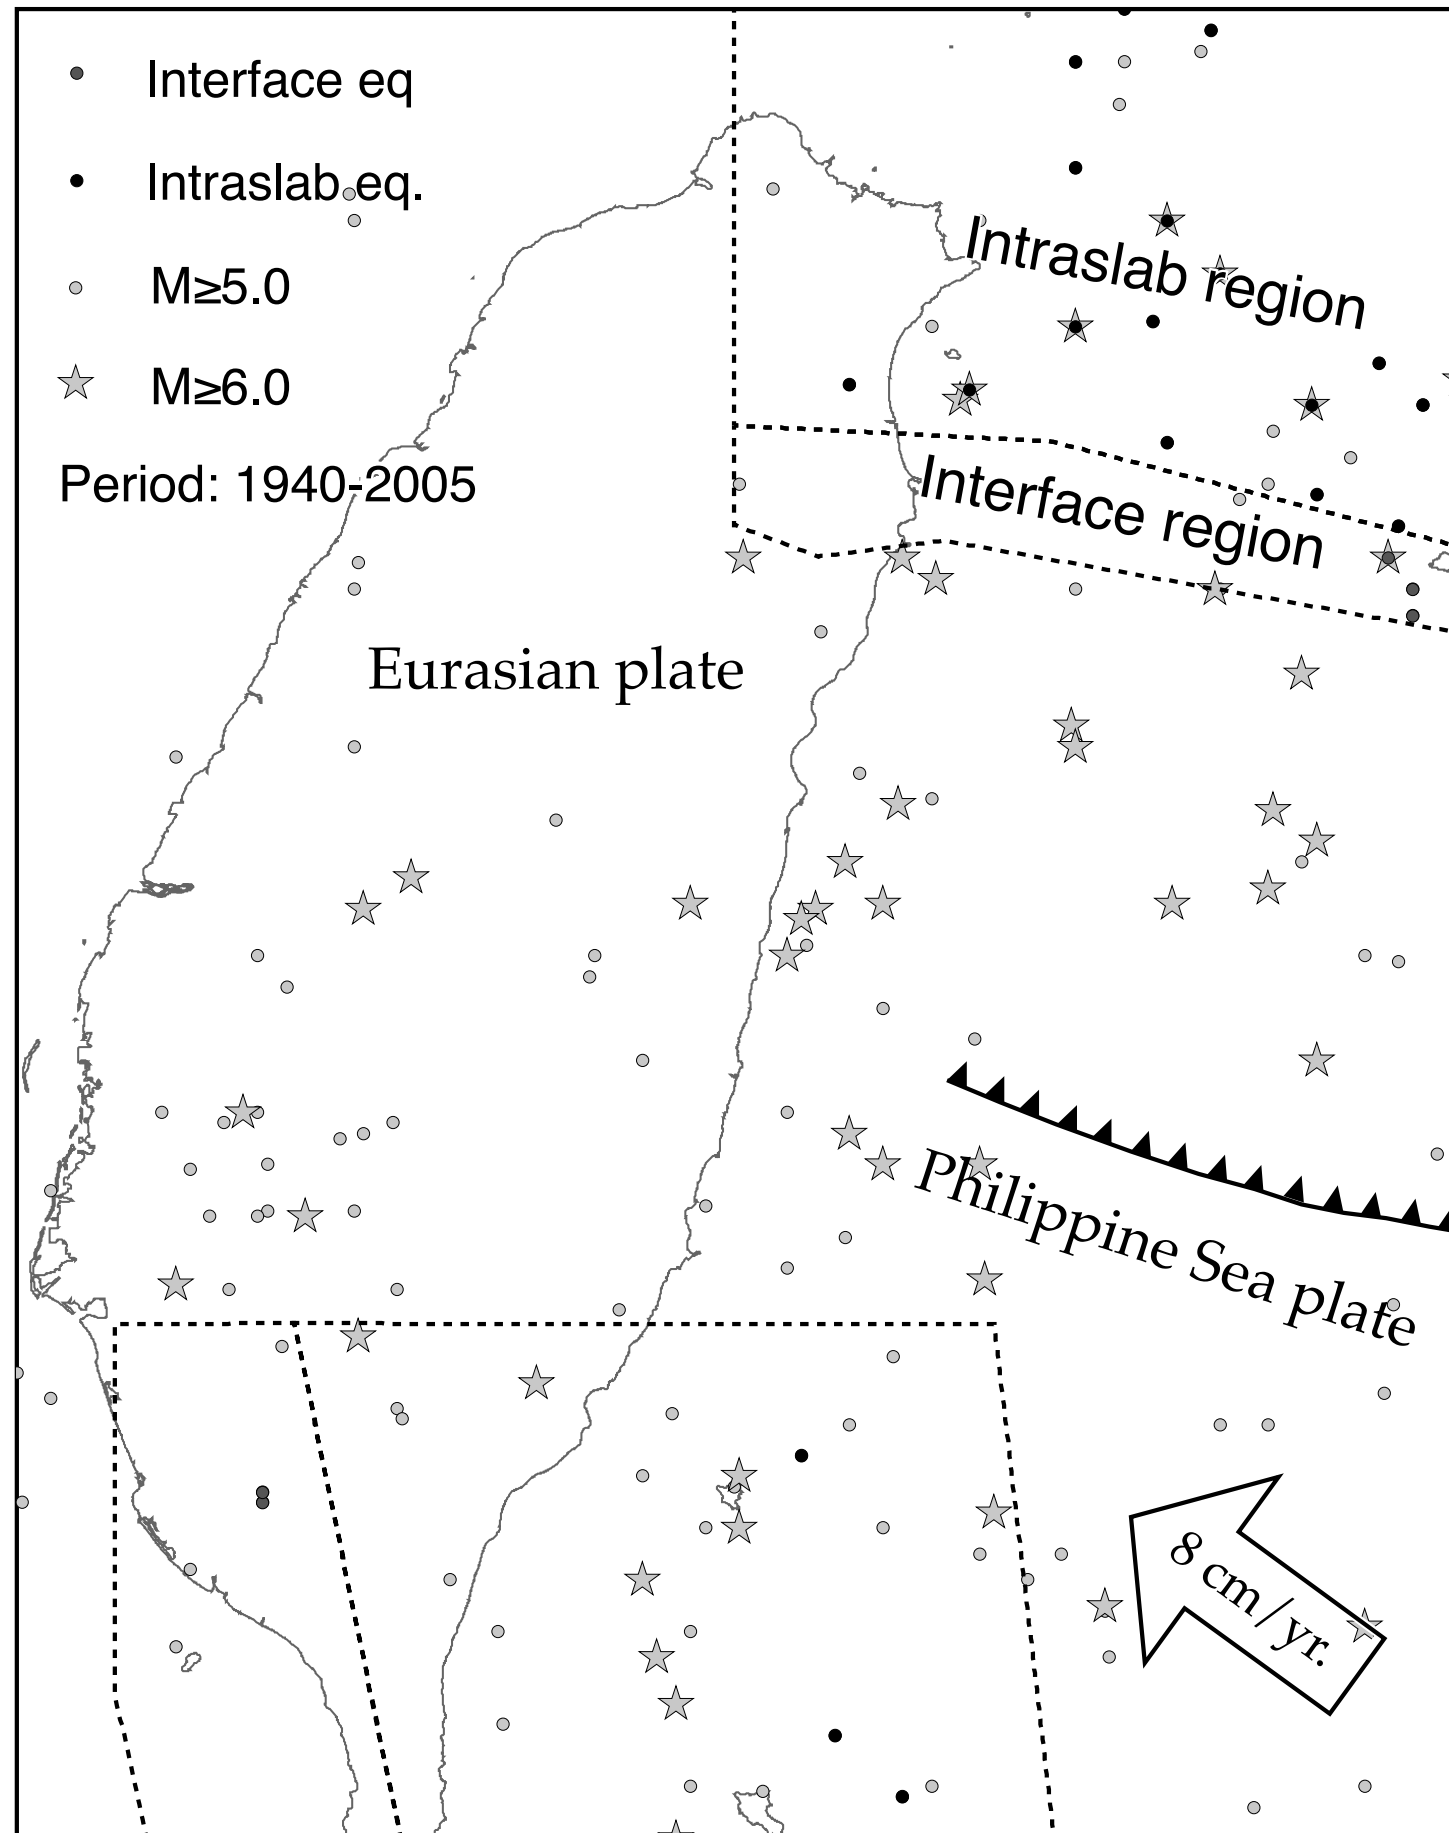 Interface eq
Intraslab eq.
M≥5.0
M≥6.0
Period: 1940-2005
Intraslab region
Interface region
Eurasian plate
Philippine Sea plate
8 cm/yr.